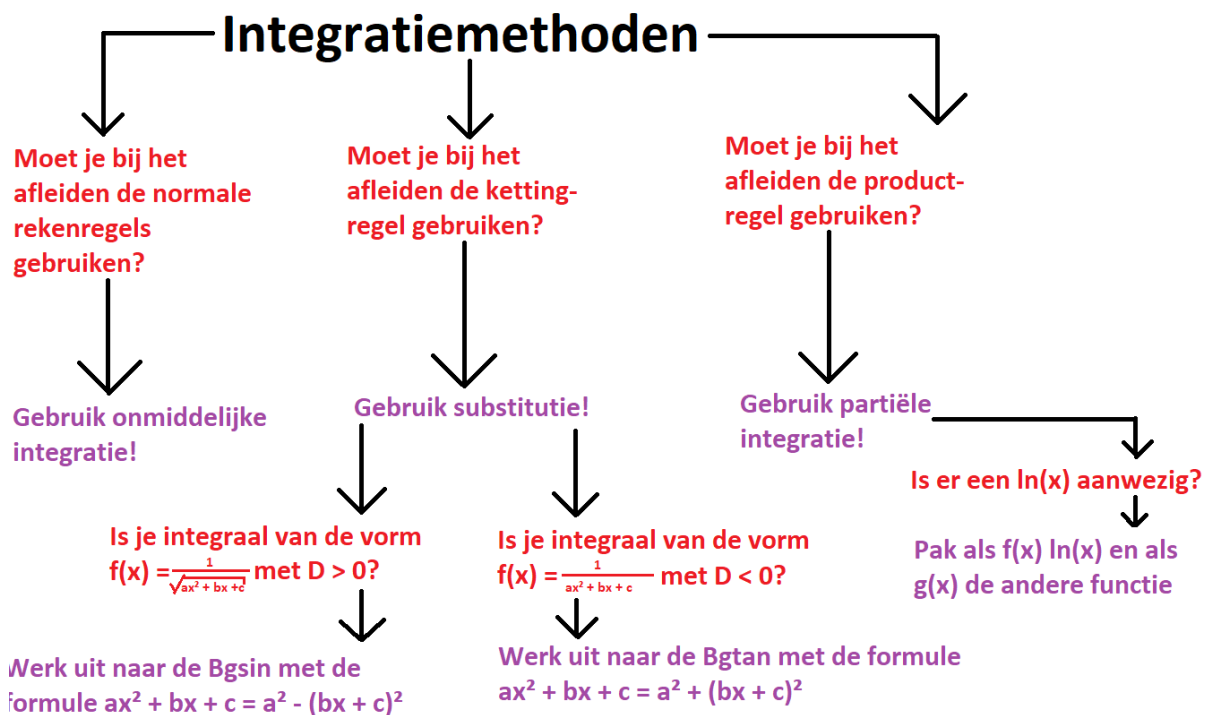 Integratiemethoden
Moet je bij het
afleiden de normale
rekenregels
gebruiken?
Gebruik onmiddelijke
integratie!
Moet je bij het
afleiden de ketting-
regel gebruiken?
Gebruik substitutie!
Is je integraal van de vorm
f(x) = 1/√(ax² + bx +c) met D > 0?
Werk uit naar de Bgsin met de
formule ax² + bx + c = a² - (bx + c)²
Is je integraal van de vorm
f(x) = 1/(ax² + bx + c) met D < 0?
Werk uit naar de Bgtan met de formule
ax² + bx + c = a² + (bx + c)²
Moet je bij het
afleiden de product-
regel gebruiken?
Gebruik partiële
integratie!
Is er een ln(x) aanwezig?
Pak als f(x) ln(x) en als
g(x) de andere functie